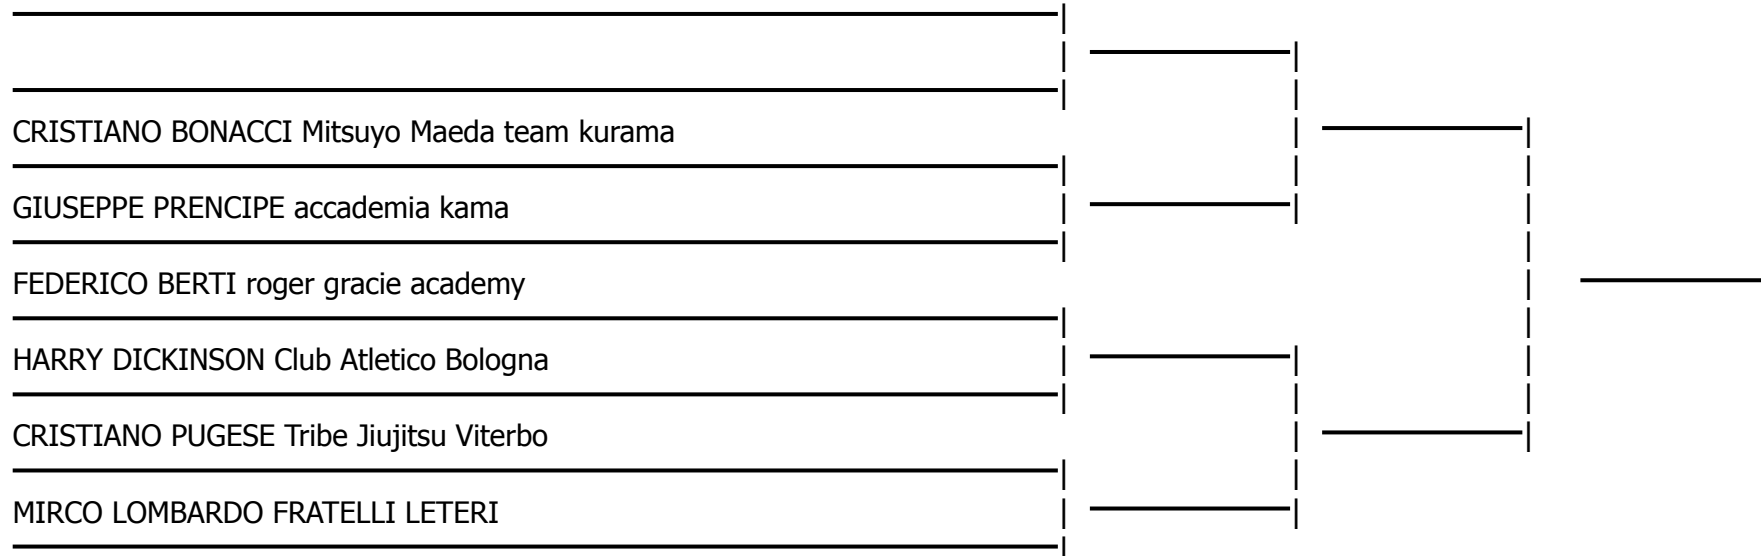 CRISTIANO BONACCI Mitsuyo Maeda team kurama
GIUSEPPE PRENCIPE accademia kama
FEDERICO BERTI roger gracie academy
HARRY DICKINSON Club Atletico Bologna
CRISTIANO PUGESE Tribe Jiujitsu Viterbo
MIRCO LOMBARDO FRATELLI LETERI